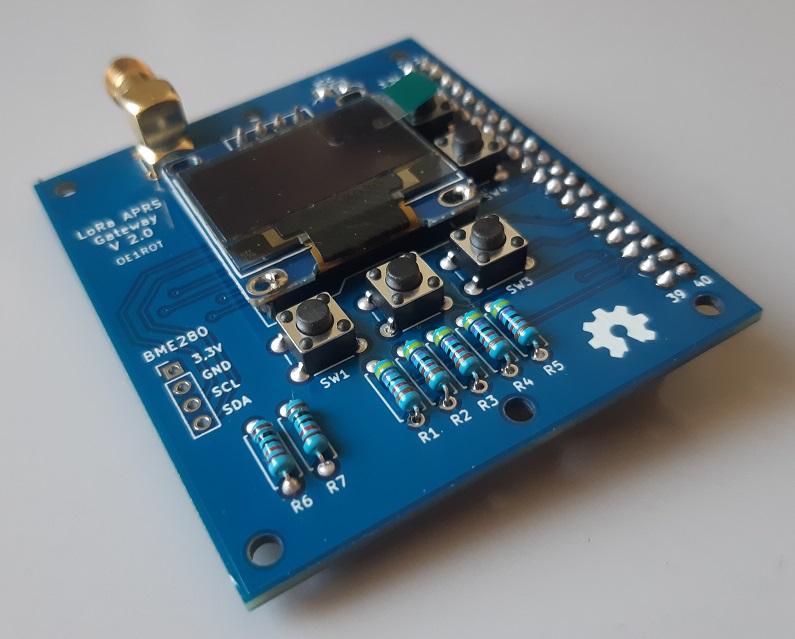 LoRa APRS
Gateway
V 2.0
OE1ROT
BME280
3.3V
GND
SCL
SDA
SW1
SW3
SW4
R1
R2
R3
R4
R5
R6
R7
39 40